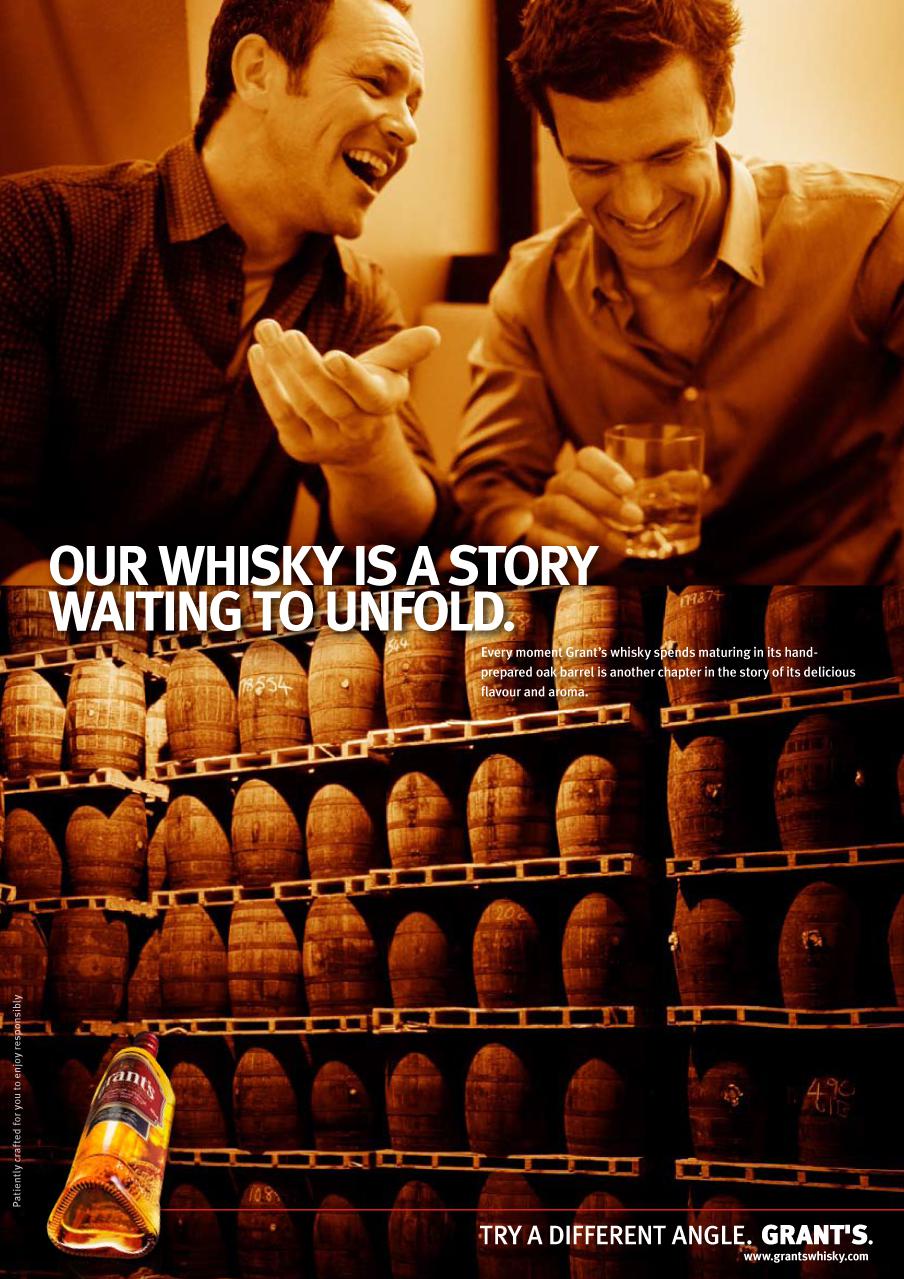 OUR WHISKY IS A STORY
WAITING TO UNFOLD.
Every moment Grant's whisky spends maturing in its hand-
prepared oak barrel is another chapter in the story of its delicious
flavour and aroma.
18554
Patiently crafted for you to enjoy responsibly
Grant's
TRY A DIFFERENT ANGLE. GRANT'S.
www.grantswhisky.com